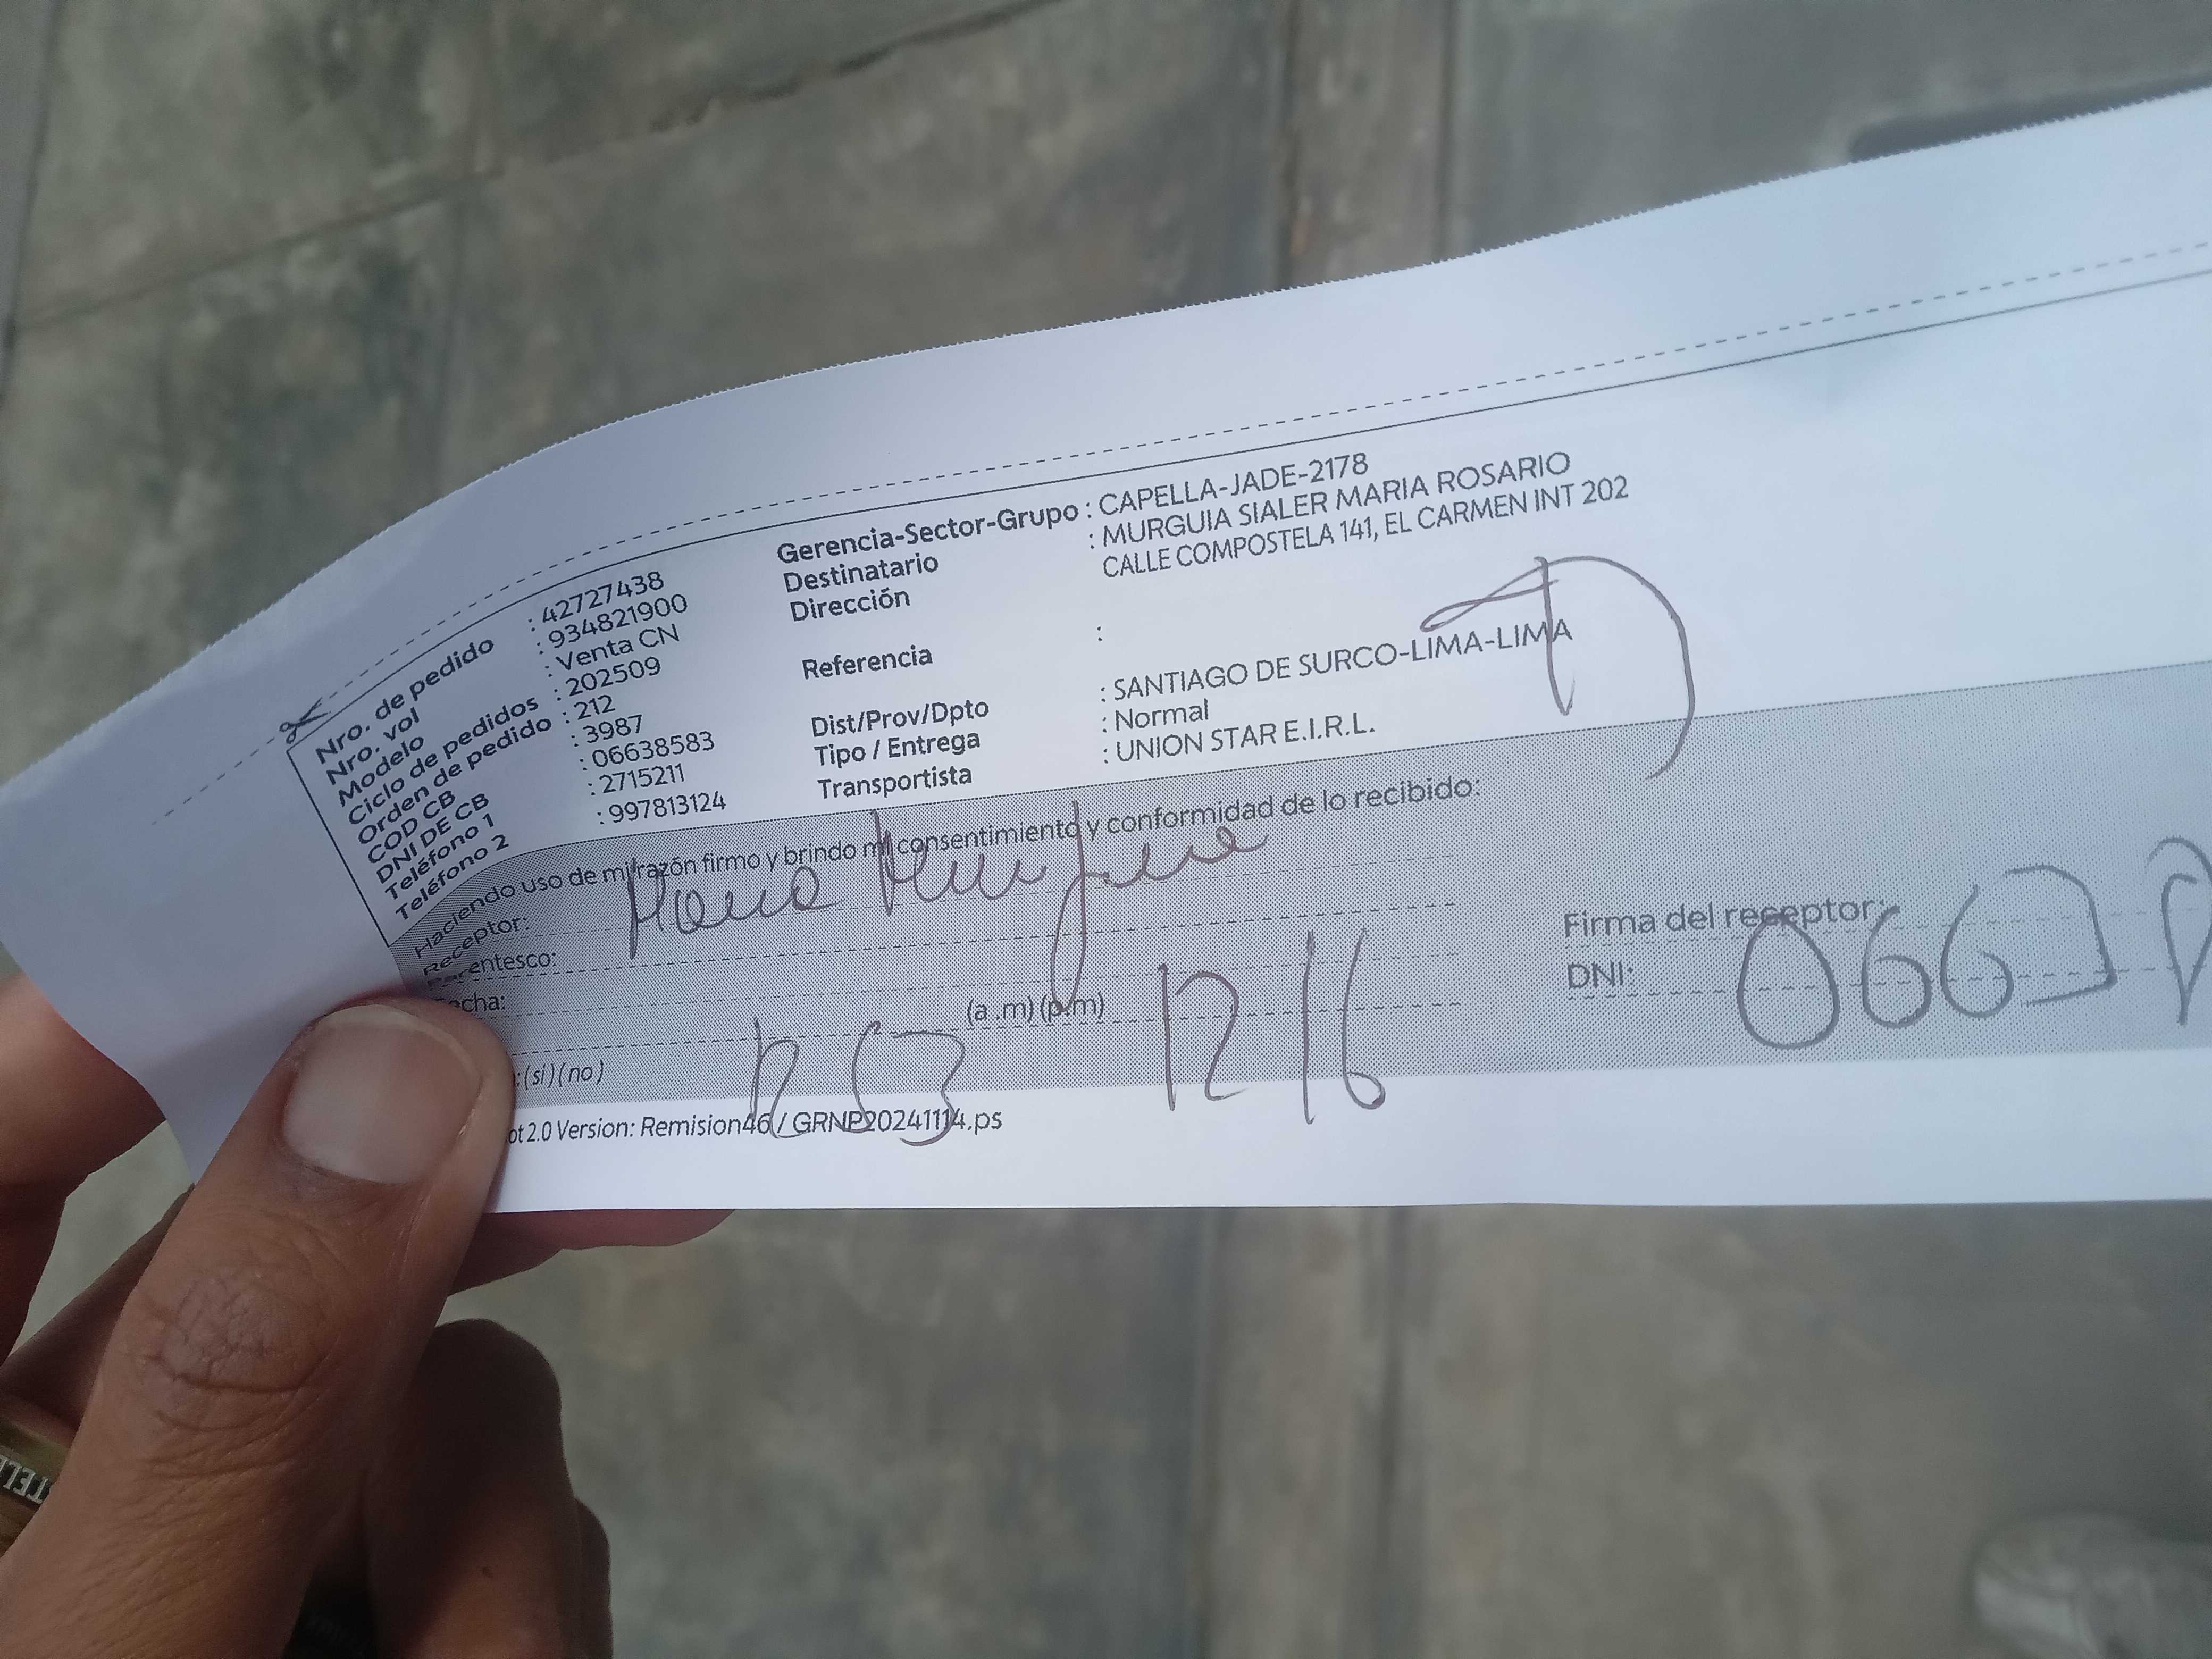 Nro. de pedido : 42727438
Nro. vol : 934821900
Modelo : Venta CN
Ciclo de pedidos : 202509
Orden de pedido : 212
COD CB : 3987
DNI DE CB : 06638583
Teléfono 1 : 2715211
Teléfono 2 : 997813124
Gerencia-Sector-Grupo : CAPELLA-JADE-2178
Destinatario : MURGUIA SIALER MARIA ROSARIO
Dirección CALLE COMPOSTELA 141, EL CARMEN INT 202
Referencia :
Dist/Prov/Dpto : SANTIAGO DE SURCO-LIMA-LIMA
Tipo / Entrega : Normal
Transportista : UNION STAR E.I.R.L.
Haciendo uso de mi razón firmo y brindo mi consentimiento y conformidad de lo recibido:
Receptor:
entesco:
cha:
(a .m) (p.m) 12 16
: (si) (no)
Firma del receptor:
DNI: 0663
ot 2.0 Version: Remision46 / GRNP20241114.ps